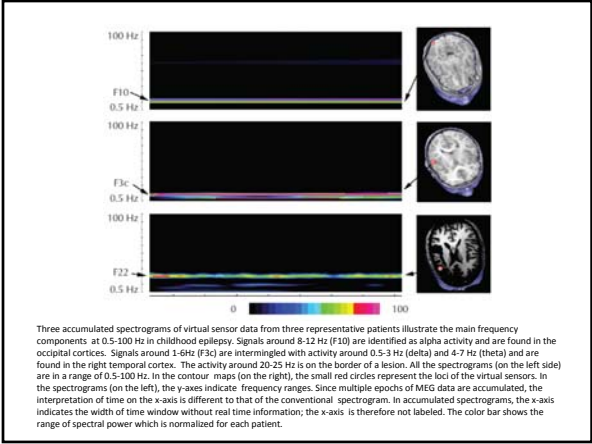 100 Hz
F10
0.5 Hz
100 Hz
F3c
0.5 Hz
100 Hz
F22
0.5 Hz
0 100
Three accumulated spectrograms of virtual sensor data from three representative patients illustrate the main frequency
components at 0.5-100 Hz in childhood epilepsy. Signals around 8-12 Hz (F10) are identified as alpha activity and are found in the
occipital cortices. Signals around 1-6Hz (F3c) are intermingled with activity around 0.5-3 Hz (delta) and 4-7 Hz (theta) and are
found in the right temporal cortex. The activity around 20-25 Hz is on the border of a lesion. All the spectrograms (on the left side)
are in a range of 0.5-100 Hz. In the contour maps (on the right), the small red circles represent the loci of the virtual sensors. In
the spectrograms (on the left), the y-axes indicate frequency ranges. Since multiple epochs of MEG data are accumulated, the
interpretation of time on the x-axis is different to that of the conventional spectrogram. In accumulated spectrograms, the x-axis
indicates the width of time window without real time information; the x-axis is therefore not labeled. The color bar shows the
range of spectral power which is normalized for each patient.